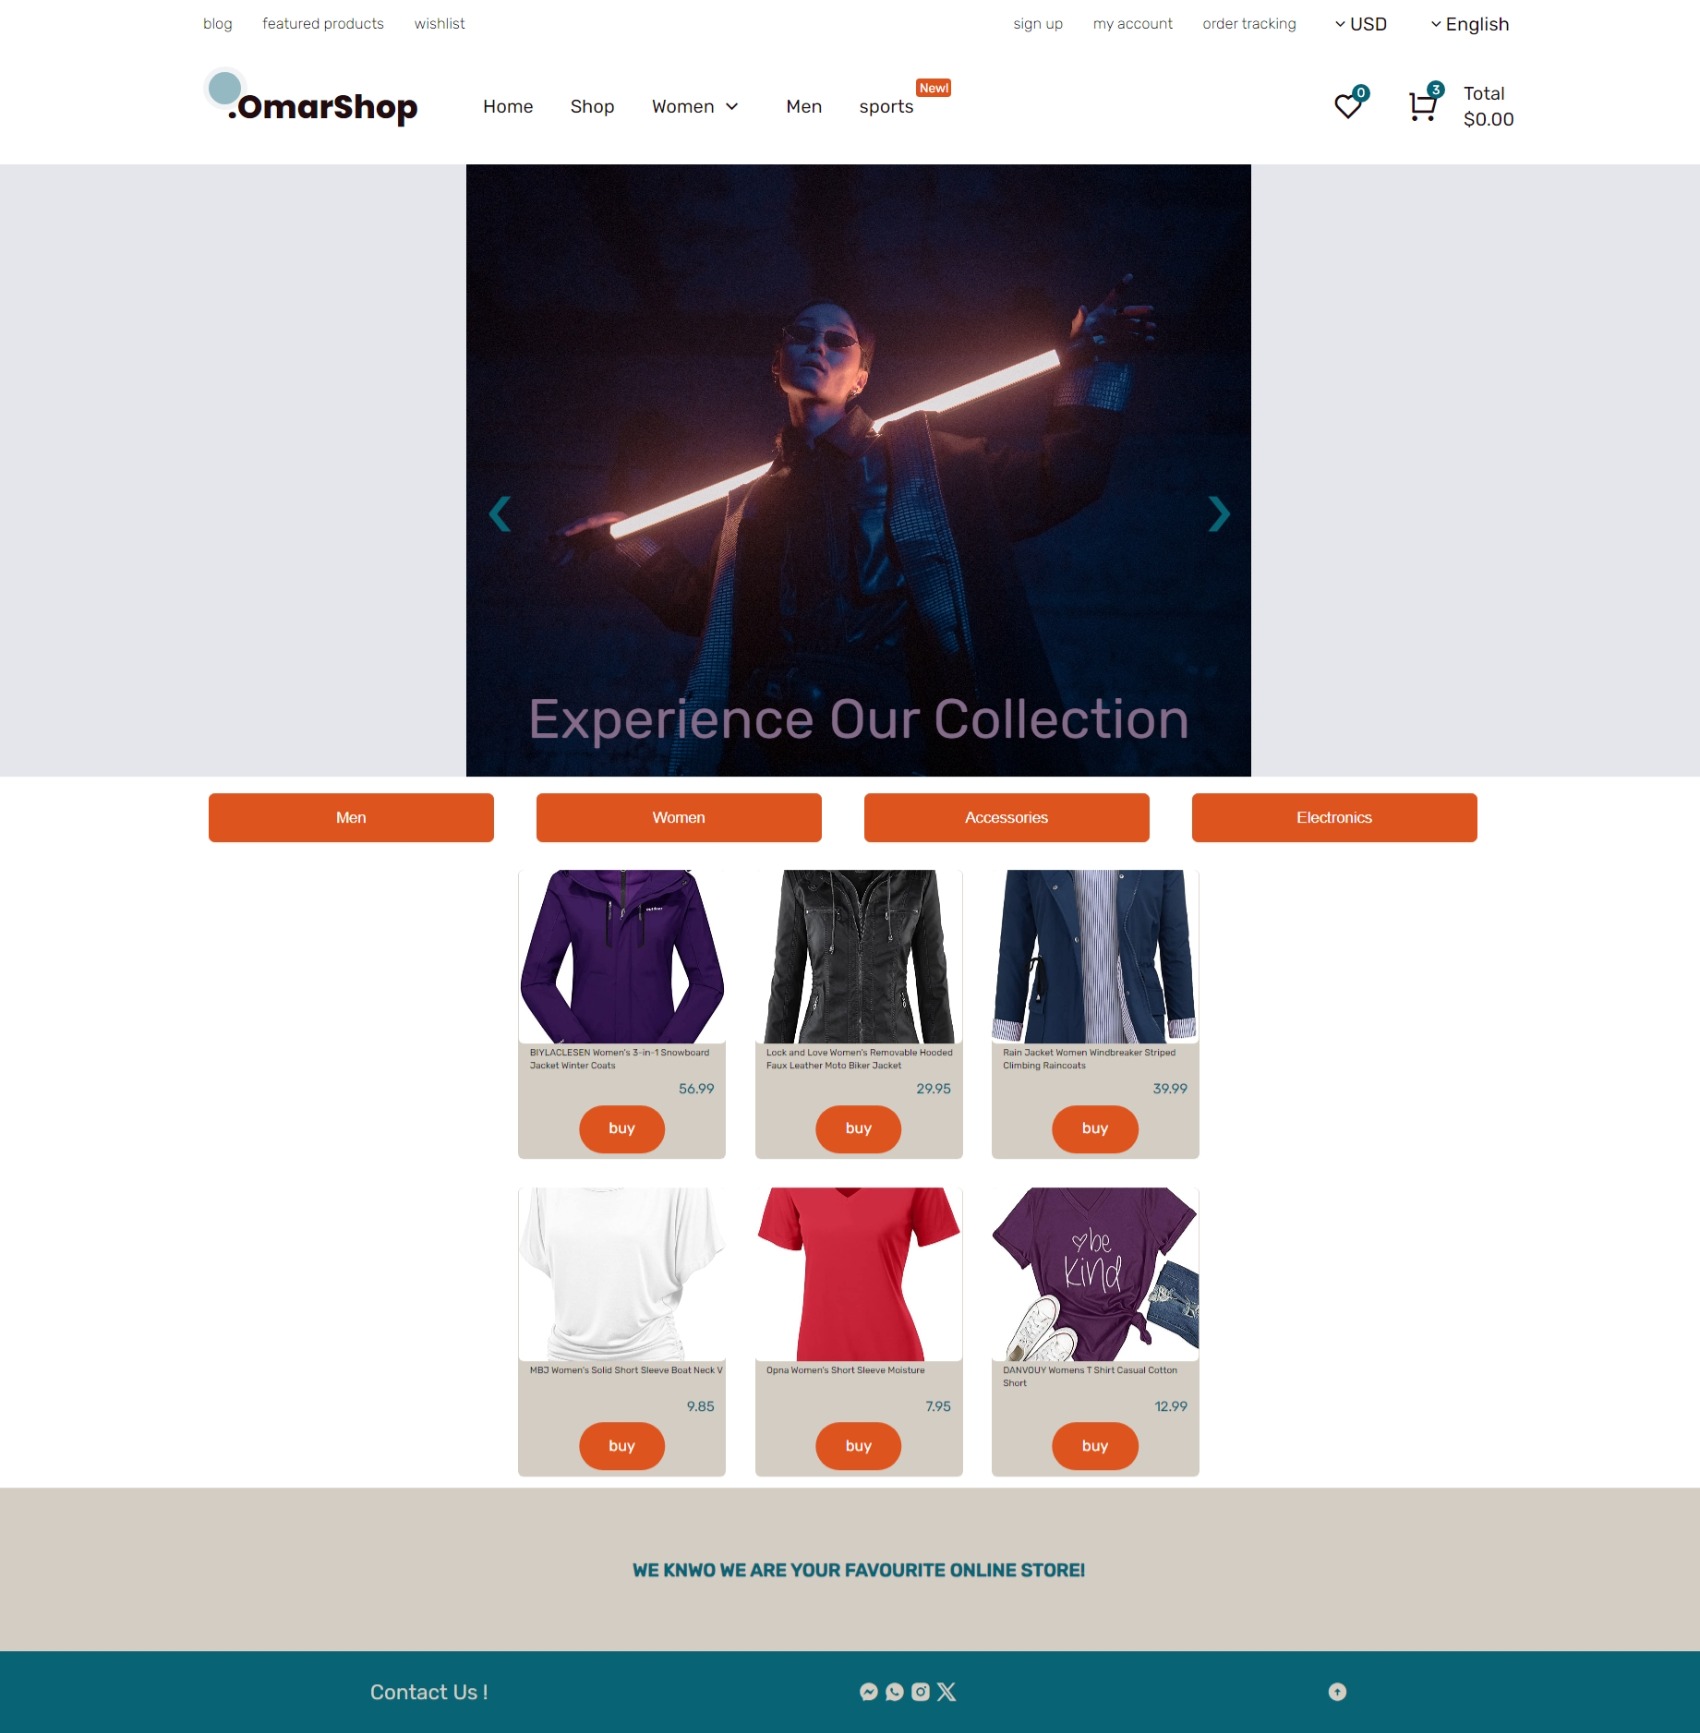 blog featured products wishlist sign up my account order tracking USD English
.OmarShop Home Shop Women Men sports New! 0 3 Total
$0.00
Experience Our Collection
Men Women Accessories Electronics
BIYLACLESEN Women's 3-in-1 Snowboard
Jacket Winter Coats
56.99
buy
Lock and Love Women's Removable Hooded
Faux Leather Moto Biker Jacket
29.95
buy
Rain Jacket Women Windbreaker Striped
Climbing Raincoats
39.99
buy
be
kind
MBJ Women's Solid Short Sleeve Boat Neck V
9.85
buy
Opna Women's Short Sleeve Moisture
7.95
buy
DANVOUY Womens T Shirt Casual Cotton
Short
12.99
buy
WE KNWO WE ARE YOUR FAVOURITE ONLINE STORE!
Contact Us !